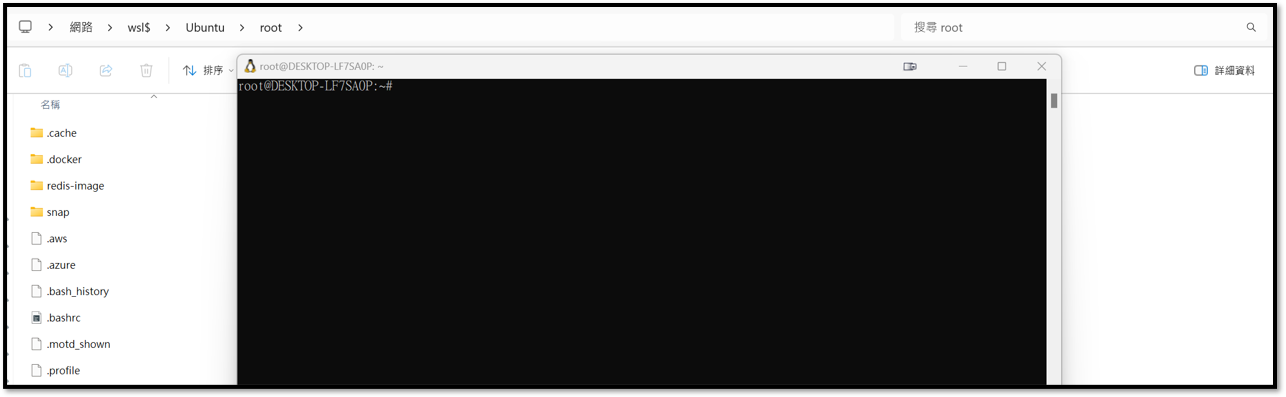 網路 > wsl$ > Ubuntu > root >
搜尋 root
排序
詳細資料
root@DESKTOP-LF7SA0P: ~
root@DESKTOP-LF7SA0P:~#
名稱
.cache
.docker
redis-image
snap
.aws
.azure
.bash_history
.bashrc
.motd_shown
.profile